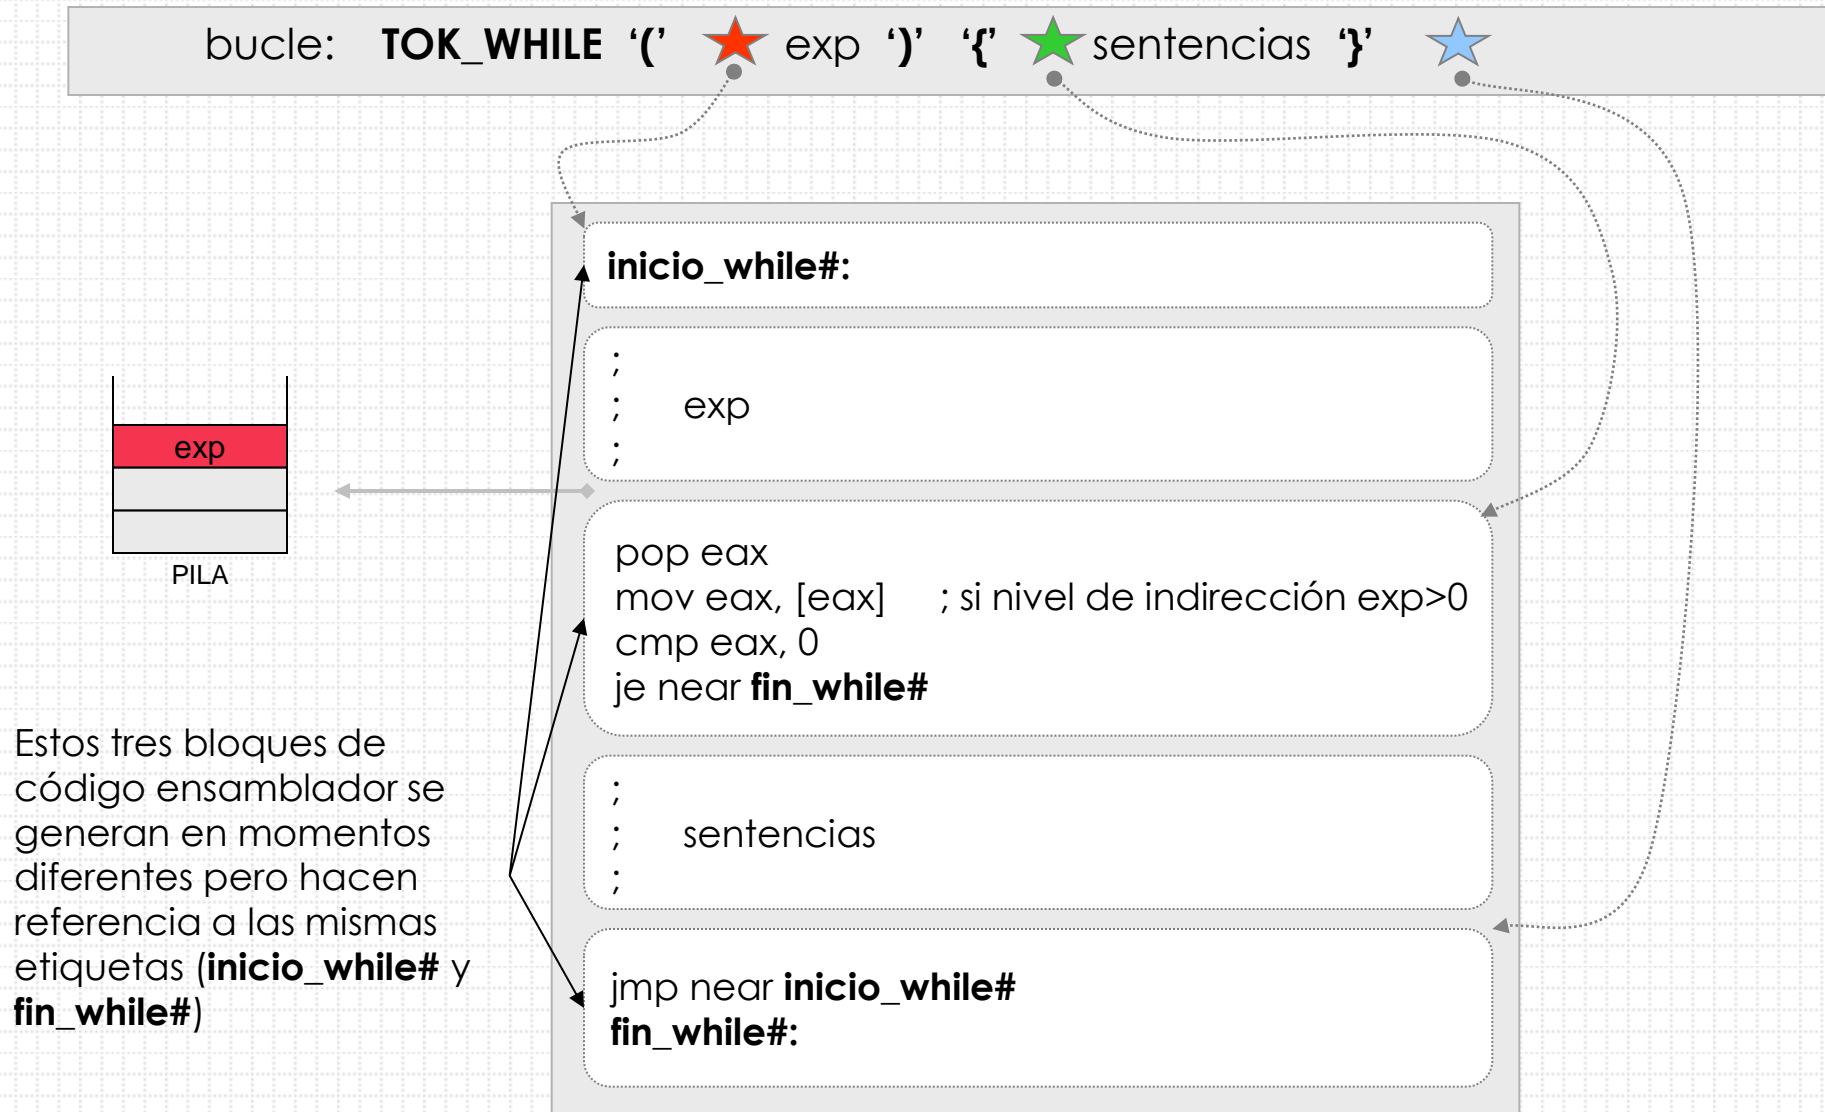 bucle: TOK_WHILE ‘(’ exp ‘)’ ‘{’ sentencias ‘}’
inicio_while#:
;
; exp
;
exp
PILA
pop eax
mov eax, [eax] ; si nivel de indirección exp>0
cmp eax, 0
je near fin_while#
Estos tres bloques de
código ensamblador se
generan en momentos
diferentes pero hacen
referencia a las mismas
etiquetas (inicio_while# y
fin_while#)
;
; sentencias
;
jmp near inicio_while#
fin_while#: